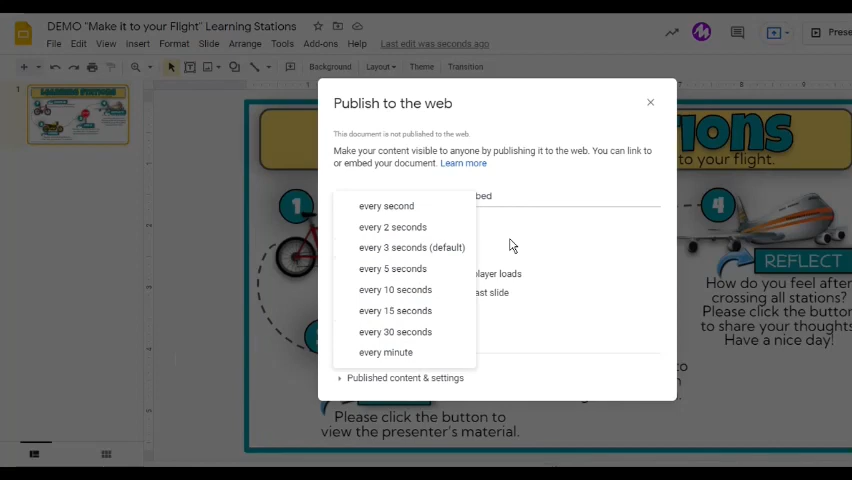 DEMO "Make it to your Flight" Learning Stations
File Edit View Insert Format Slide Arrange Tools Add-ons Help Last edit was seconds ago
Background Layout Theme Transition
1
LEARNING STATIONS
Publish to the web
This document is not published to the web.
Make your content visible to anyone by publishing it to the web. You can link to
or embed your document. Learn more
bed
every second
every 2 seconds
every 3 seconds (default)
every 5 seconds
every 10 seconds
every 15 seconds
every 30 seconds
every minute
player loads
ast slide
Published content & settings
ions
to your flight.
1
4
REFLECT
How do you feel after
crossing all stations?
Please click the button
to share your thoughts
Have a nice day!
to
Please click the button to
view the presenter's material.
Prese